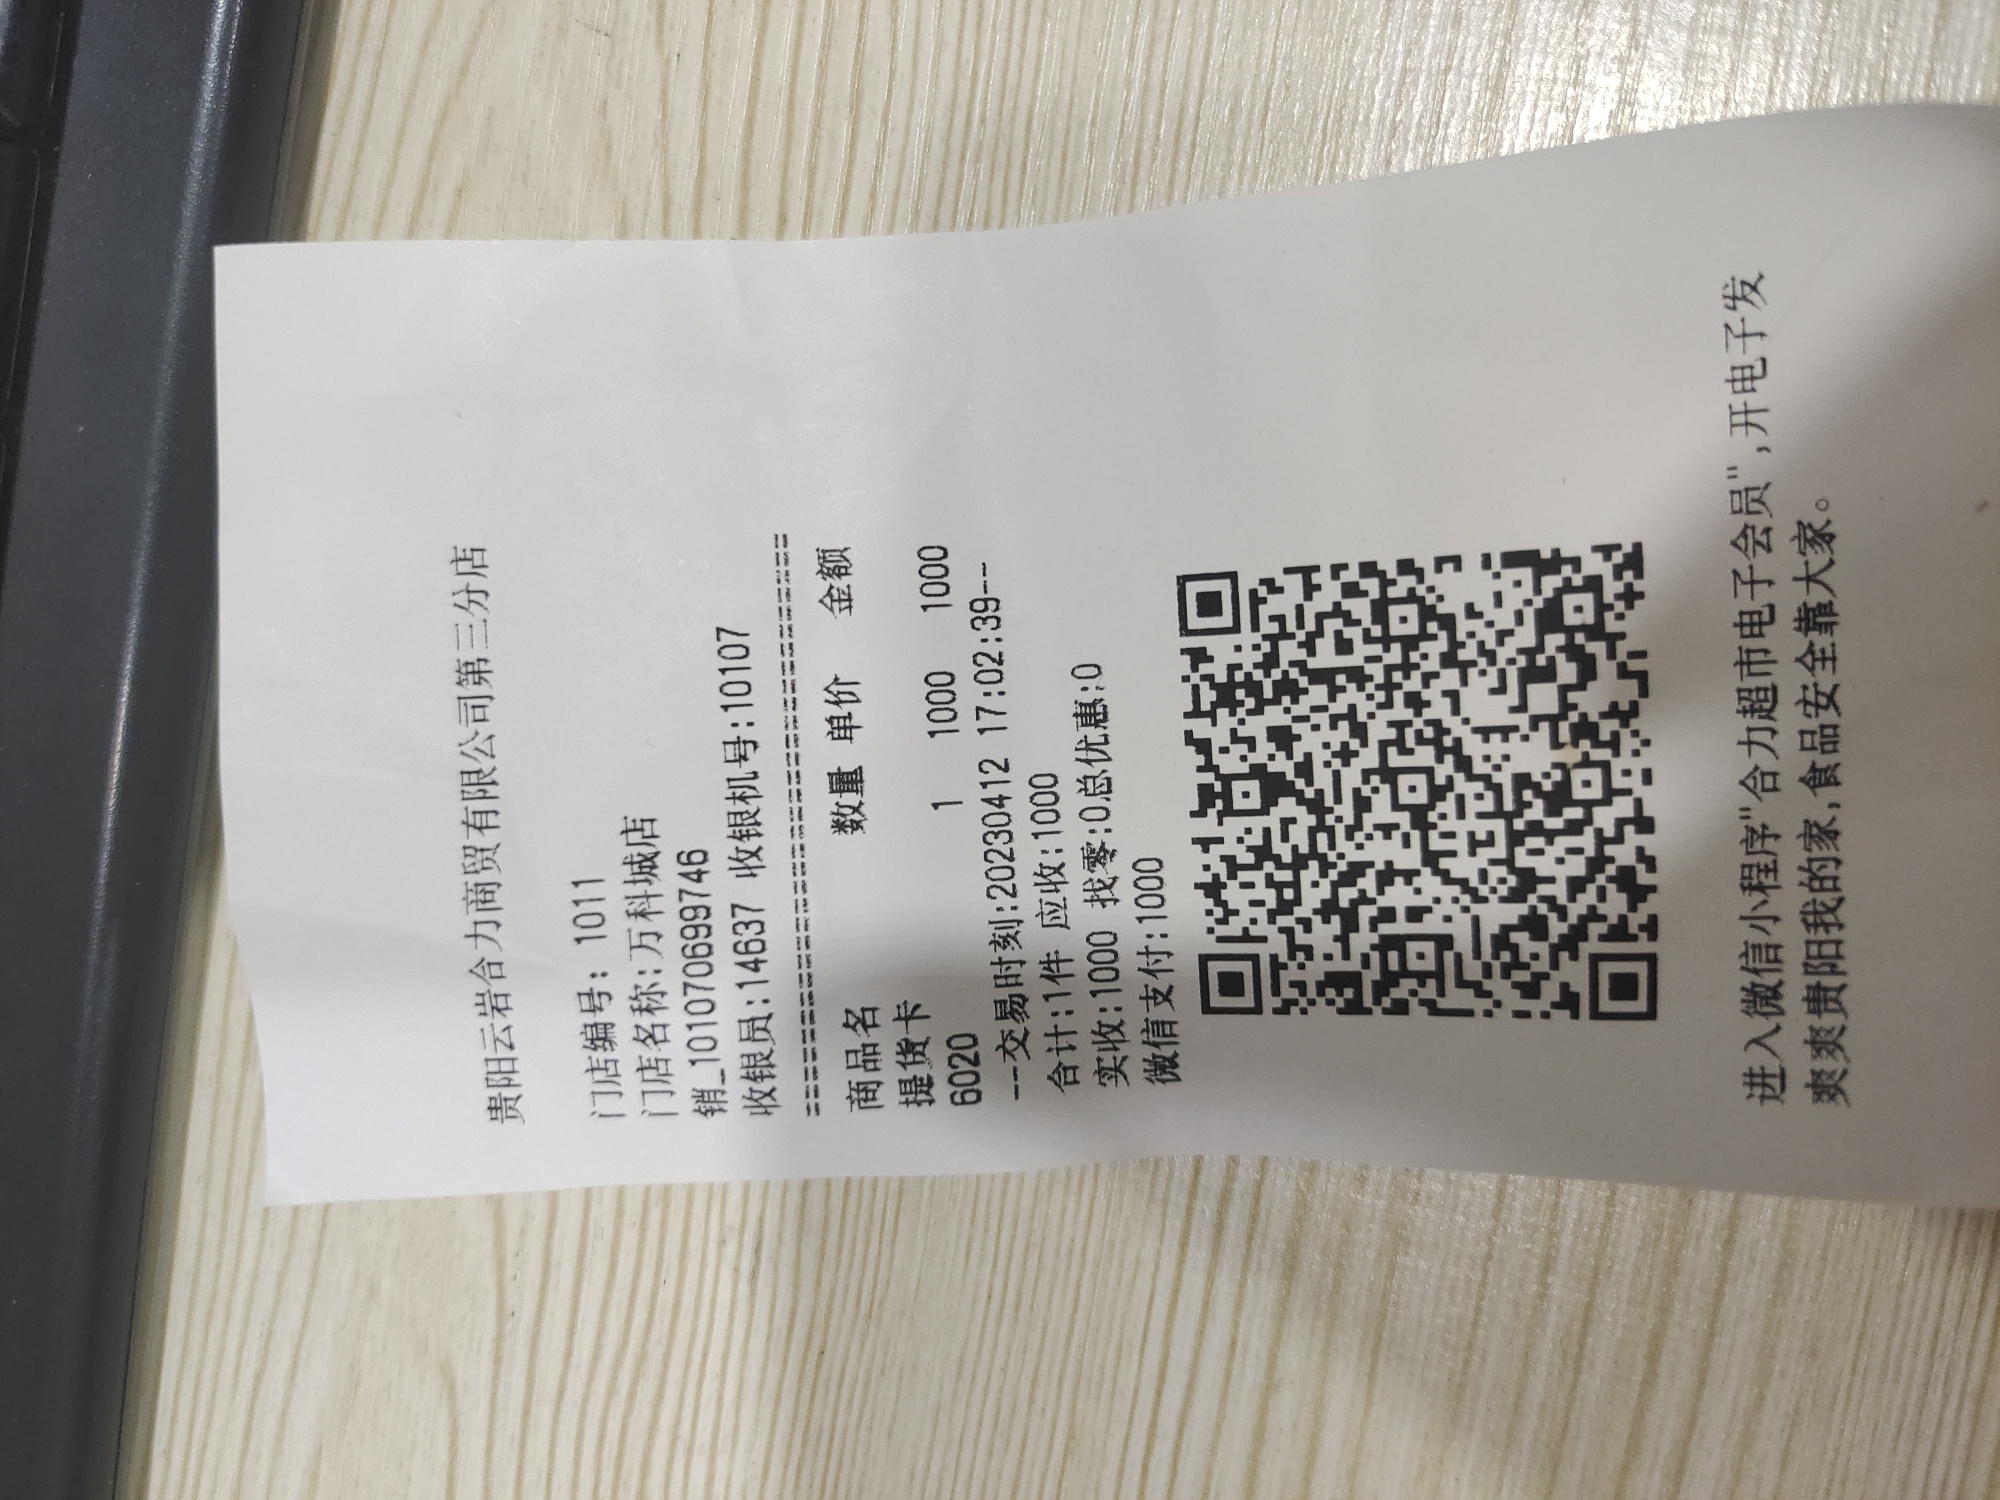 贵阳云岩合力商贸有限公司第三分店
门店编号: 1011
门店名称:万科城店
销_101070699746
收银员:14637 收银机号:10107
商品名 数量 单价 金额
提货卡
6020 1 1000 1000
--交易时刻:20230412 17:02:39--
合计:1件 应收:1000
实收:1000 找零:0总优惠:0
微信支付:1000
进入微信小程序"合力超市电子会员",开电子发
爽爽贵阳我的家,食品安全靠大家。